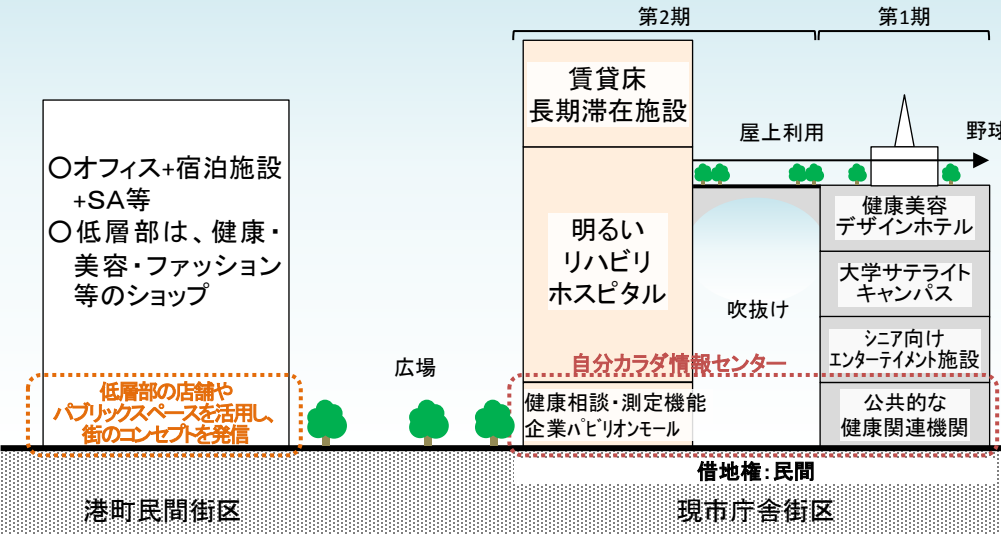 第2期
第1期
賃貸床
長期滞在施設
屋上利用
野球
〇オフィス+宿泊施設
+SA等
〇低層部は、健康・
美容・ファッション
等のショップ
明るい
リハビリ
ホスピタル
吹抜け
健康美容
デザインホテル
大学サテライト
キャンパス
シニア向け
エンターテイメント施設
広場
自分カラダ情報センター
低層部の店舗や
パブリックスペースを活用し、
街のコンセプトを発信
健康相談・測定機能
企業パビリオンモール
公共的な
健康関連機関
借地権：民間
港町民間街区
現市庁舎街区